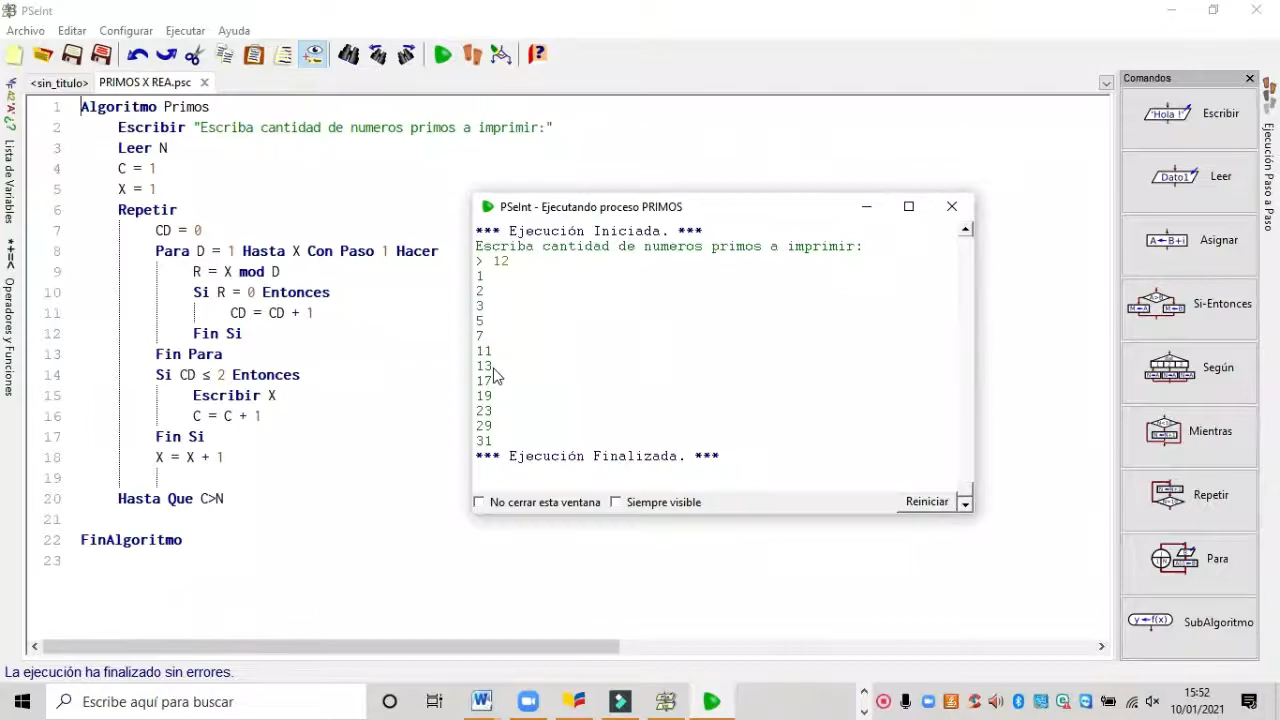 PSeInt
Archivo Editar Configurar Ejecutar Ayuda
<sin_titulo> PRIMOS X REA.psc
Lista de Variables
*+=< Operadores y Funciones
1 Algoritmo Primos
2 Escribir "Escriba cantidad de numeros primos a imprimir:"
3 Leer N
4 C = 1
5 X = 1
6 Repetir
7 CD = 0
8 Para D = 1 Hasta X Con Paso 1 Hacer
9 R = X mod D
10 Si R = 0 Entonces
11 CD = CD + 1
12 Fin Si
13 Fin Para
14 Si CD ≤ 2 Entonces
15 Escribir X
16 C = C + 1
17 Fin Si
18 X = X + 1
19
20 Hasta Que C>N
21
22 FinAlgoritmo
23
PSeInt - Ejecutando proceso PRIMOS
*** Ejecución Iniciada. ***
Escriba cantidad de numeros primos a imprimir:
> 12
1
2
3
5
7
11
13
17
19
23
29
31
*** Ejecución Finalizada. ***
No cerrar esta ventana Siempre visible Reiniciar
Comandos
'Hola !' Escribir
Dato1 Leer
A←B+i Asignar
Si-Entonces
Según
Mientras
Repetir
Para
y←f(x) SubAlgoritmo
Ejecución Paso a Paso
La ejecución ha finalizado sin errores.
Escribe aquí para buscar
15:52
10/01/2021